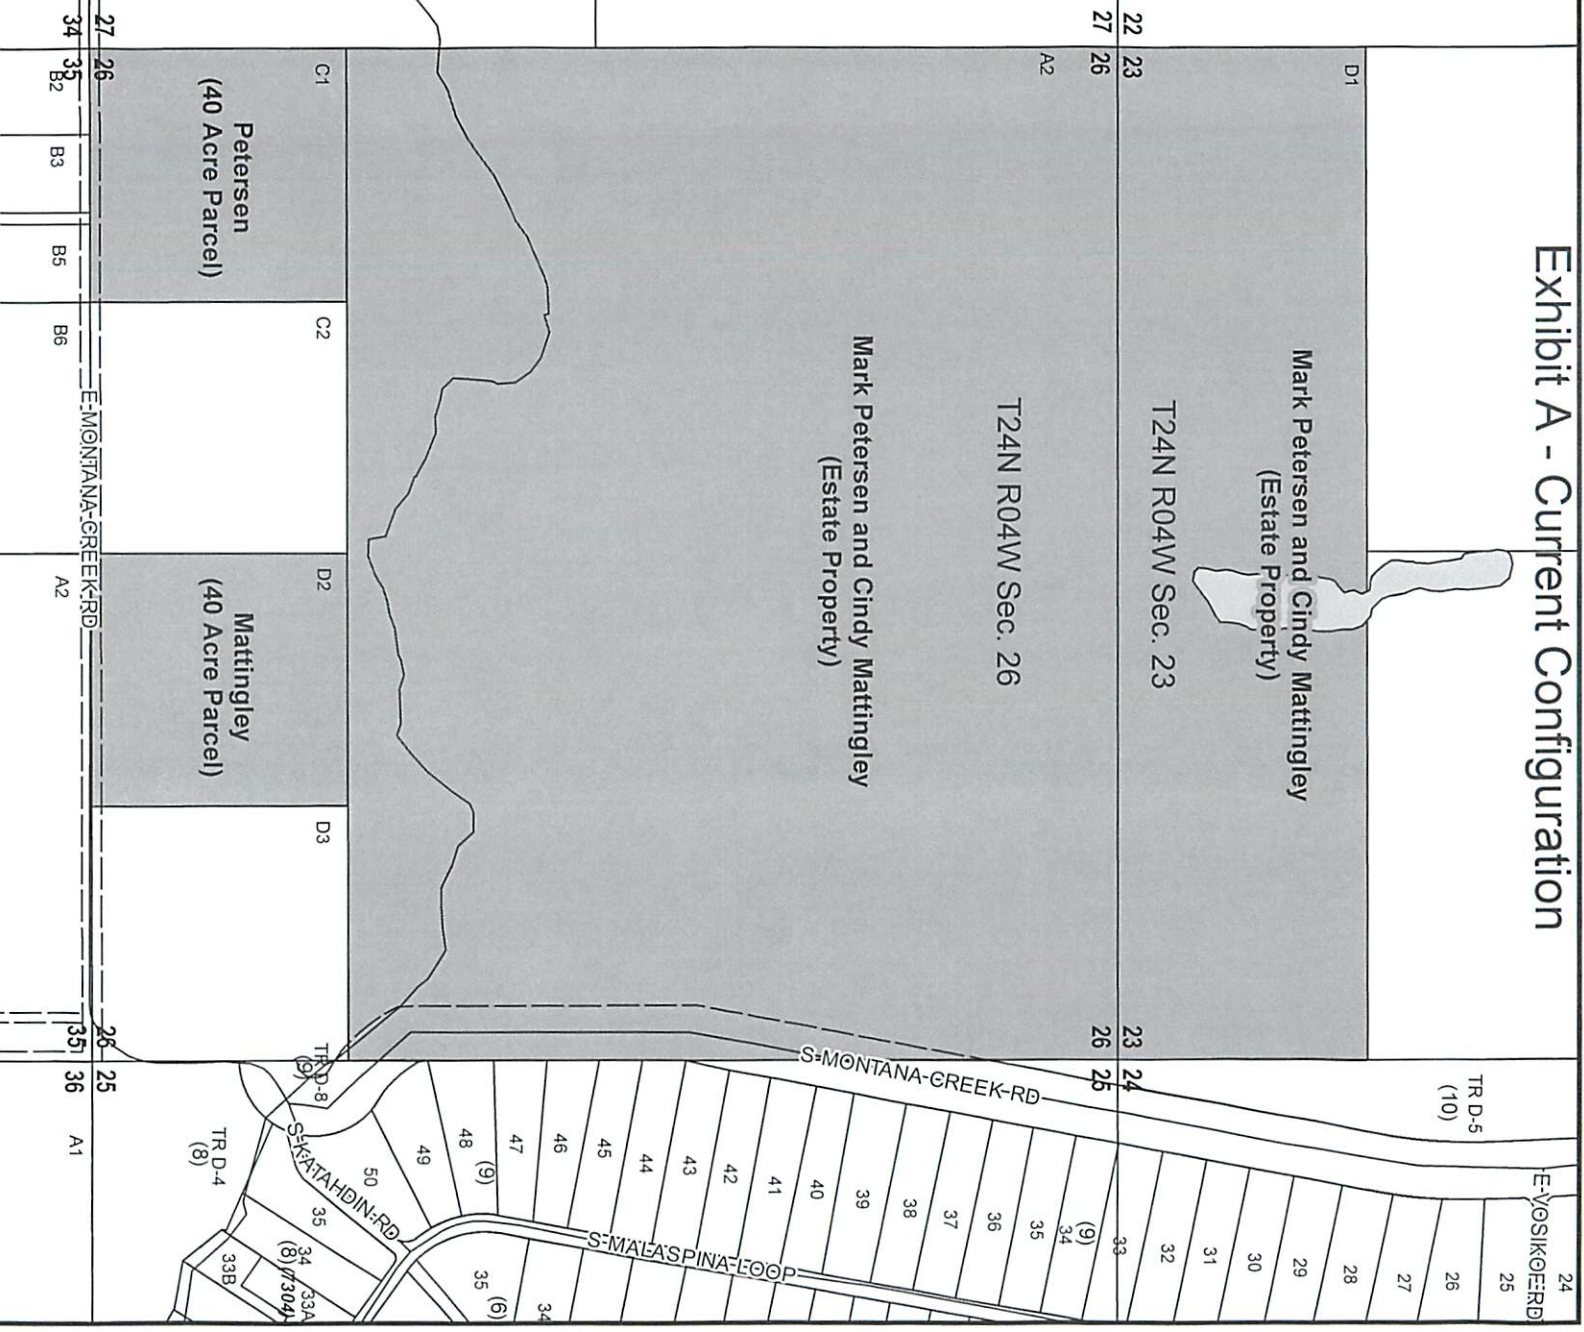 Exhibit A - Current Configuration
24
E-VOSIKOF-RD
25
26
27
28
29
30
31
32
33
TR D-5
(10)
D1
Mark Petersen and Cindy Mattingley
(Estate Property)
T24N R04W Sec. 23
22
23
23
24
27
26
26
25
A2
T24N R04W Sec. 26
Mark Petersen and Cindy Mattingley
(Estate Property)
S-MONTANA-CREEK-RD
(9)
34
35
36
37
38
39
40
41
42
43
44
45
46
47
(9)
48
49
50
S-MALASPINA-LOOP
34
35
(6)
C1
C2
D2
D3
TR D-8
(9)
S-KATAHDIN-RD
35
34
(8)
(7304)
33A
33B
TR D-4
(8)
Petersen
(40 Acre Parcel)
Mattingley
(40 Acre Parcel)
27
26
26
25
E-MONTANA-CREEK-RD
34
35
35
36
B2
B3
B5
B6
A2
A1